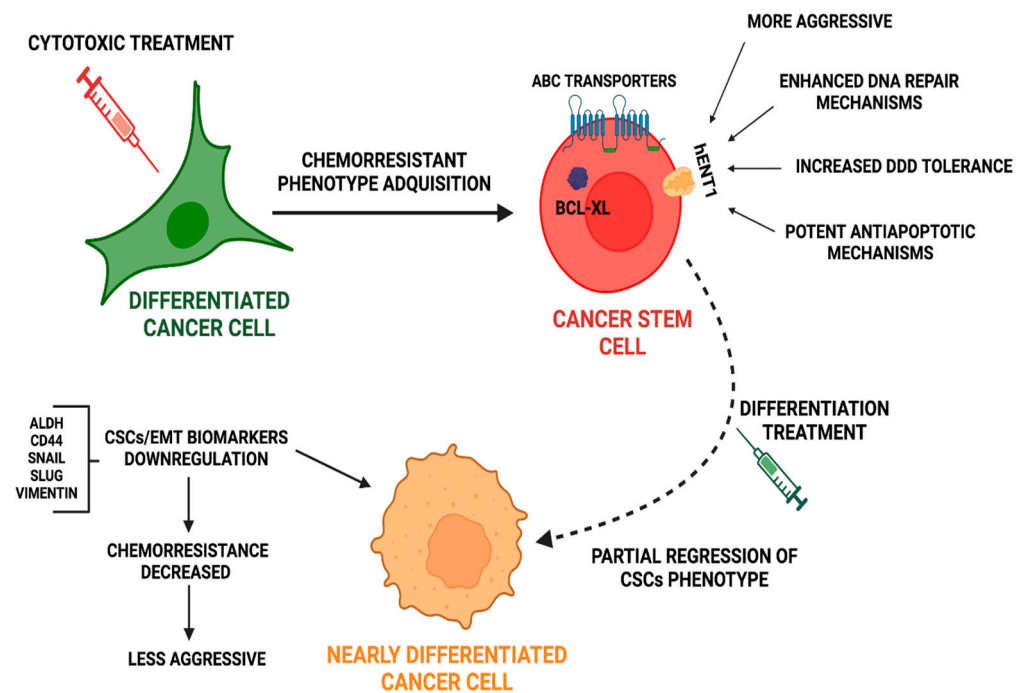 CYTOTOXIC TREATMENT
CHEMORRESISTANT
PHENOTYPE ADQUISITION
DIFFERENTIATED
CANCER CELL
ABC TRANSPORTERS
BCL-XL
hENT1
CANCER STEM
CELL
MORE AGGRESSIVE
ENHANCED DNA REPAIR
MECHANISMS
INCREASED DDD TOLERANCE
POTENT ANTIAPOPTOTIC
MECHANISMS
DIFFERENTIATION
TREATMENT
PARTIAL REGRESSION OF
CSCs PHENOTYPE
ALDH
CD44
SNAIL
SLUG
VIMENTIN
CSCs/EMT BIOMARKERS
DOWNREGULATION
CHEMORRESISTANCE
DECREASED
LESS AGGRESSIVE
NEARLY DIFFERENTIATED
CANCER CELL